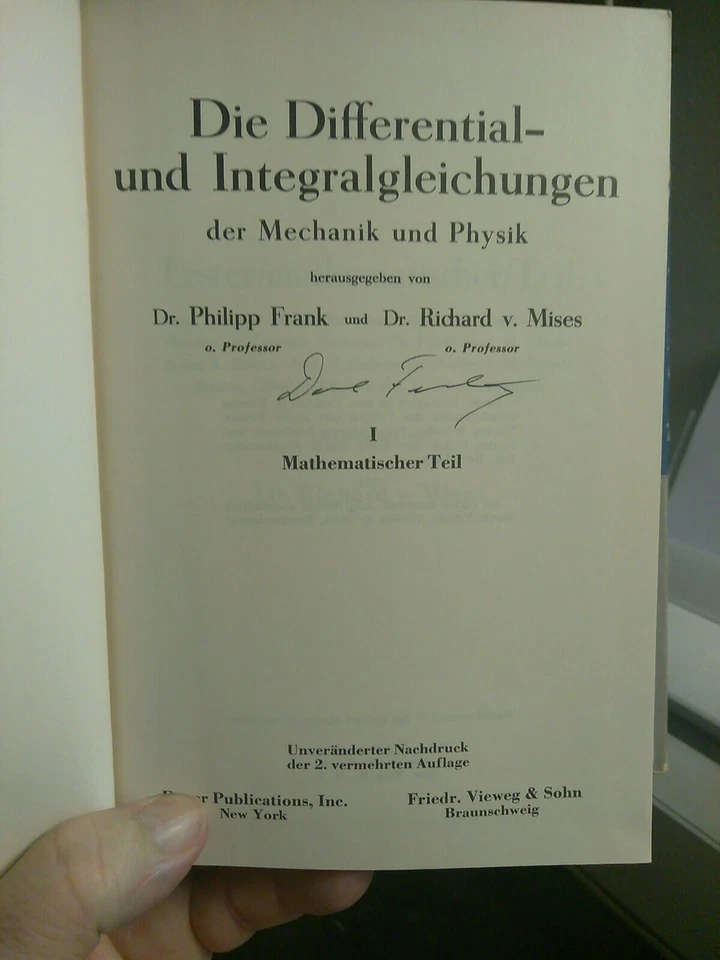 Die Differential-
und Integralgleichungen
der Mechanik und Physik
herausgegeben von
Dr. Philipp Frank und Dr. Richard v. Mises
o. Professor o. Professor
I
Mathematischer Teil
Unveränderter Nachdruck
der 2. vermehrten Auflage
Publications, Inc. Friedr. Vieweg & Sohn
New York Braunschweig